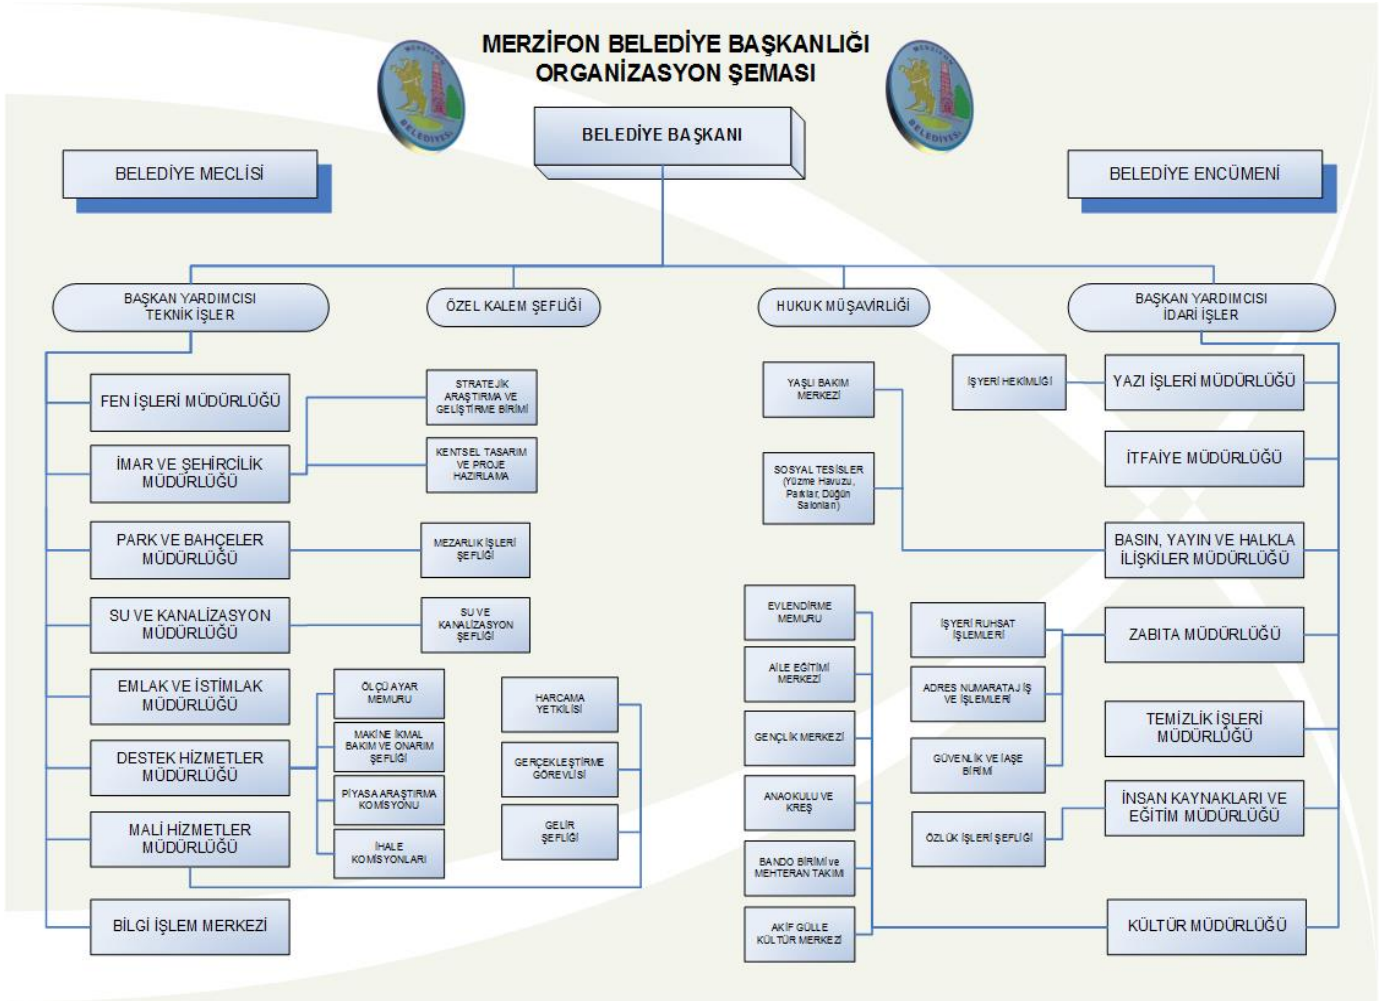 MERZİFON BELEDİYE BAŞKANLIĞI
ORGANİZASYON ŞEMASI
MERZİFON
BELEDİYESİ
MERZİFON
BELEDİYESİ
BELEDİYE BAŞKANI
BELEDİYE MECLİSİ
BELEDİYE ENCÜMENİ
BAŞKAN YARDIMCISI
TEKNİK İŞLER
ÖZEL KALEM ŞEFLİĞİ
HUKUK MÜŞAVİRLİĞİ
BAŞKAN YARDIMCISI
İDARİ İŞLER
FEN İŞLERİ MÜDÜRLÜĞÜ
İMAR VE ŞEHİRCİLİK
MÜDÜRLÜĞÜ
PARK VE BAHÇELER
MÜDÜRLÜĞÜ
SU VE KANALİZASYON
MÜDÜRLÜĞÜ
EMLAK VE İSTİMLAK
MÜDÜRLÜĞÜ
DESTEK HİZMETLER
MÜDÜRLÜĞÜ
MALİ HİZMETLER
MÜDÜRLÜĞÜ
BİLGİ İŞLEM MERKEZİ
STRATEJİK
ARAŞTIRMA VE
GELİŞTİRME BİRİMİ
KENTSEL TASARIM
VE PROJE
HAZIRLAMA
MEZARLIK İŞLERİ
ŞEFLİĞİ
SU VE
KANALİZASYON
ŞEFLİĞİ
ÖLÇÜ AYAR
MEMURU
MAKİNE İKMAL
BAKIM VE ONARIM
ŞEFLİĞİ
PİYASA ARAŞTIRMA
KOMİSYONU
İHALE
KOMİSYONLARI
HARCAMA
YETKİLİSİ
GERÇEKLEŞTİRME
GÖREVLİSİ
GELİR
ŞEFLİĞİ
YAŞLI BAKIM
MERKEZİ
SOSYAL TESİSLER
(Yüzme Havuzu,
Parklar, Düğün
Salonları)
EVLENDİRME
MEMURU
AİLE EĞİTİMİ
MERKEZİ
GENÇLİK MERKEZİ
ANAOKULU VE
KREŞ
BANDO BİRİMİ ve
MEHTERAN TAKIMI
AKİF GÜLLE
KÜLTÜR MERKEZİ
İŞYERİ HEKİMLİĞİ
İŞYERİ RUHSAT
İŞLEMLERİ
ADRES NUMARATAJ İŞ
VE İŞLEMLERİ
GÜVENLİK VE İAŞE
BİRİMİ
ÖZLÜK İŞLERİ ŞEFLİĞİ
YAZI İŞLERİ MÜDÜRLÜĞÜ
İTFAİYE MÜDÜRLÜĞÜ
BASIN, YAYIN VE HALKLA
İLİŞKİLER MÜDÜRLÜĞÜ
ZABITA MÜDÜRLÜĞÜ
TEMİZLİK İŞLERİ
MÜDÜRLÜĞÜ
İNSAN KAYNAKLARI VE
EĞİTİM MÜDÜRLÜĞÜ
KÜLTÜR MÜDÜRLÜĞÜ